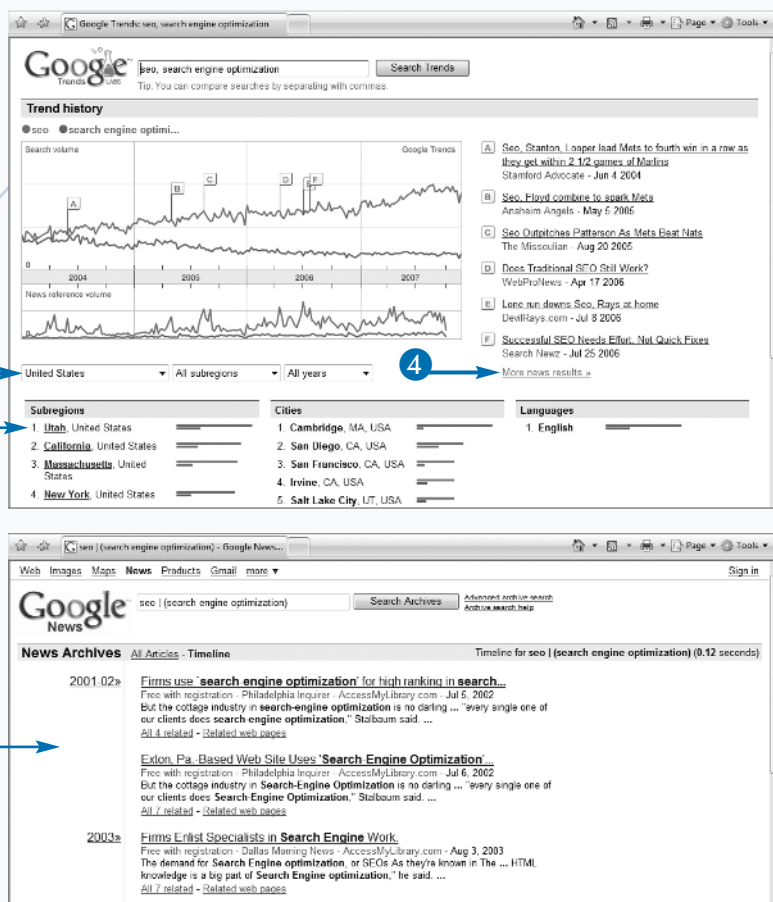 Google Trends: seo, search engine optimization
Page
Tools
Google
Trends LABS
seo, search engine optimization
Search Trends
Tip: You can compare searches by separating with commas.
Trend history
seo search engine optimi...
Search volume
Google Trends
A
B
C
D
E
F
0
2004
2005
2006
2007
News reference volume
A Seo, Stanton, Looper lead Mets to fourth win in a row as
they get within 2 1/2 games of Marlins
Stamford Advocate - Jun 4 2004
B Seo, Floyd combine to spark Mets
Anaheim Angels - May 5 2005
C Seo Outpitches Patterson As Mets Beat Nats
The Missoulian - Aug 20 2005
D Does Traditional SEO Still Work?
WebProNews - Apr 17 2006
E Lone run downs Seo, Rays at home
DevilRays.com - Jul 8 2006
F Successful SEO Needs Effort, Not Quick Fixes
Search Newz - Jul 25 2006
More news results »
4
United States
All subregions
All years
Subregions
1. Utah, United States
2. California, United States
3. Massachusetts, United
States
4. New York, United States
Cities
1. Cambridge, MA, USA
2. San Diego, CA, USA
3. San Francisco, CA, USA
4. Irvine, CA, USA
5. Salt Lake City, UT, USA
Languages
1. English
seo | (search engine optimization) - Google News...
Page
Tools
Web Images Maps News Products Gmail more ▼
Sign in
Google
News
seo | (search engine optimization)
Search Archives
Advanced archive search
Archive search help
News Archives All Articles - Timeline
Timeline for seo | (search engine optimization) (0.12 seconds)
2001-02»
Firms use `search-engine optimization' for high ranking in search...
Free with registration - Philadelphia Inquirer - AccessMyLibrary.com - Jul 5, 2002
But the cottage industry in search-engine optimization is no darling ... "every single one of
our clients does search-engine optimization," Stalbaum said. ...
All 4 related - Related web pages
Exton, Pa.-Based Web Site Uses 'Search-Engine Optimization'...
Free with registration - Philadelphia Inquirer - AccessMyLibrary.com - Jul 6, 2002
But the cottage industry in Search-Engine Optimization is no darling ... "every single one of
our clients does Search-Engine Optimization," Stalbaum said. ...
All 7 related - Related web pages
2003»
Firms Enlist Specialists in Search Engine Work.
Free with registration - Dallas Morning News - AccessMyLibrary.com - Aug 3, 2003
The demand for Search Engine optimization, or SEOs As they're known in The ... HTML
knowledge is a big part of Search Engine optimization," he said. ...
All 7 related - Related web pages